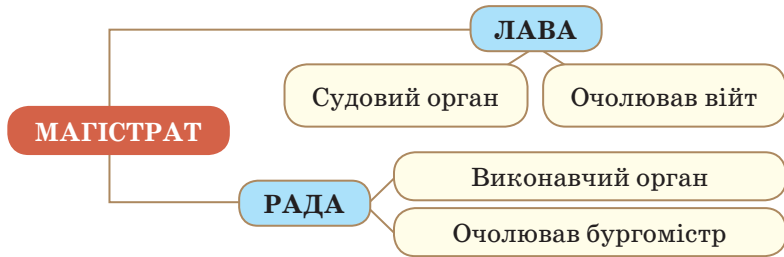 ЛАВА
Судовий орган
Очолював війт
МАГІСТРАТ
Виконавчий орган
РАДА
Очолював бургомістр